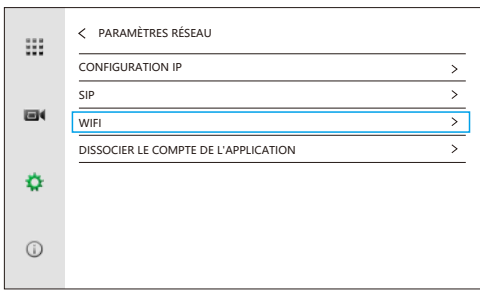 PARAMÈTRES RÉSEAU
CONFIGURATION IP
SIP
WIFI
DISSOCIER LE COMPTE DE L'APPLICATION